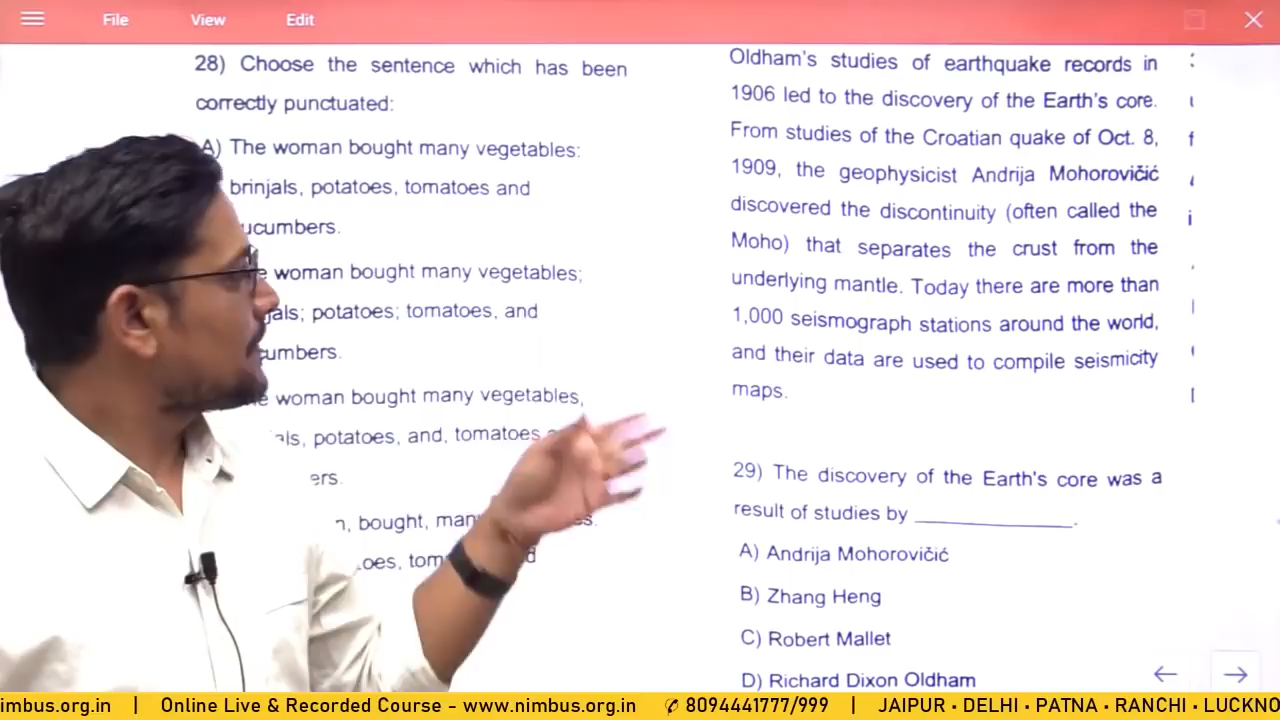 File View Edit
28) Choose the sentence which has been
correctly punctuated:
A) The woman bought many vegetables:
brinjals, potatoes, tomatoes and
ucumbers.
woman bought many vegetables;
jals; potatoes; tomatoes, and
cumbers.
woman bought many vegetables,
als, potatoes, and, tomatoes
ers.
n, bought, man
oes, tom
Oldham's studies of earthquake records in
1906 led to the discovery of the Earth's core.
From studies of the Croatian quake of Oct. 8,
1909, the geophysicist Andrija Mohorovičić
discovered the discontinuity (often called the
Moho) that separates the crust from the
underlying mantle. Today there are more than
1,000 seismograph stations around the world,
and their data are used to compile seismicity
maps.
29) The discovery of the Earth's core was a
result of studies by ____________.
A) Andrija Mohorovičić
B) Zhang Heng
C) Robert Mallet
D) Richard Dixon Oldham
nimbus.org.in | Online Live & Recorded Course - www.nimbus.org.in ✆ 8094441777/999 | JAIPUR • DELHI • PATNA • RANCHI • LUCKNO